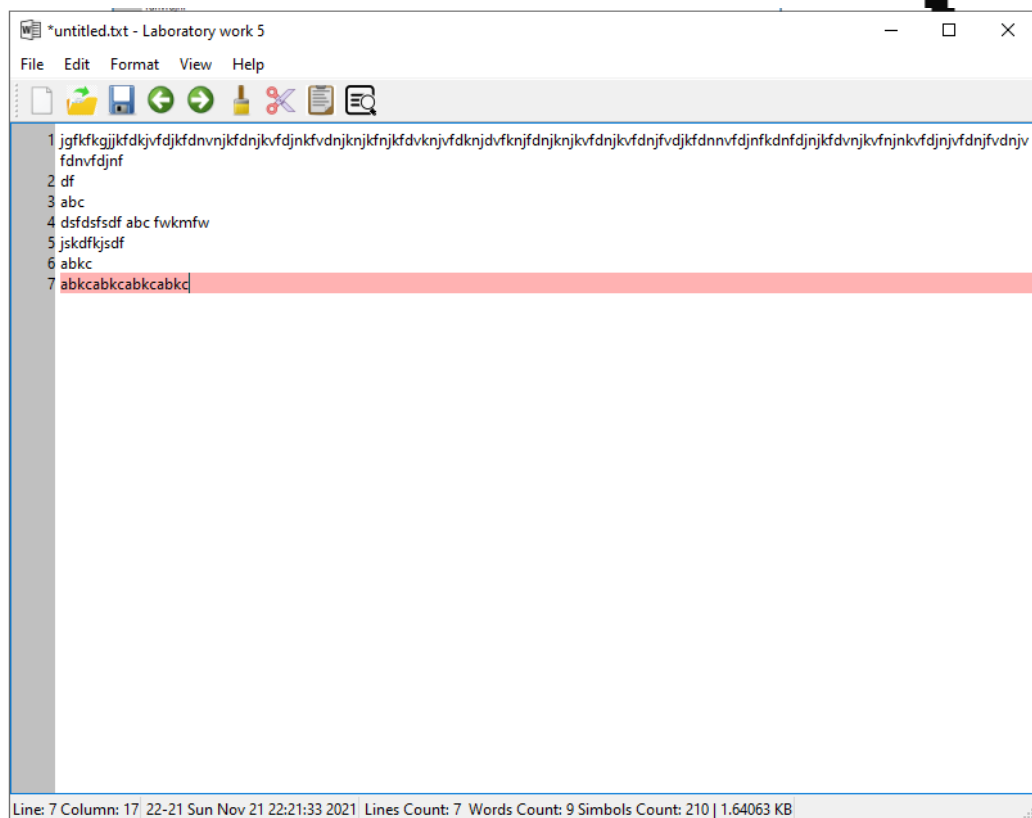 *untitled.txt - Laboratory work 5
File Edit Format View Help
1 jgfkfkgjjkfdkjvfdjkfdnvnjkfdnjkvfdjnkfvdnjknjkfnjkfdvknjvfdknjdvfknjfdnjknjkvfdnjkvfdnjfvdjkfdnnvfdjnfkdnfdjnjkfdvnjkvfnjnkvfdjnjvfdnjfvdnjv
fdnvfdjnf
2 df
3 abc
4 dsfdsfsdf abc fwkmfw
5 jskdfkjsdf
6 abkc
7 abkcabkcabkcabkc
Line: 7 Column: 17 22-21 Sun Nov 21 22:21:33 2021 Lines Count: 7 Words Count: 9 Simbols Count: 210 | 1.64063 KB